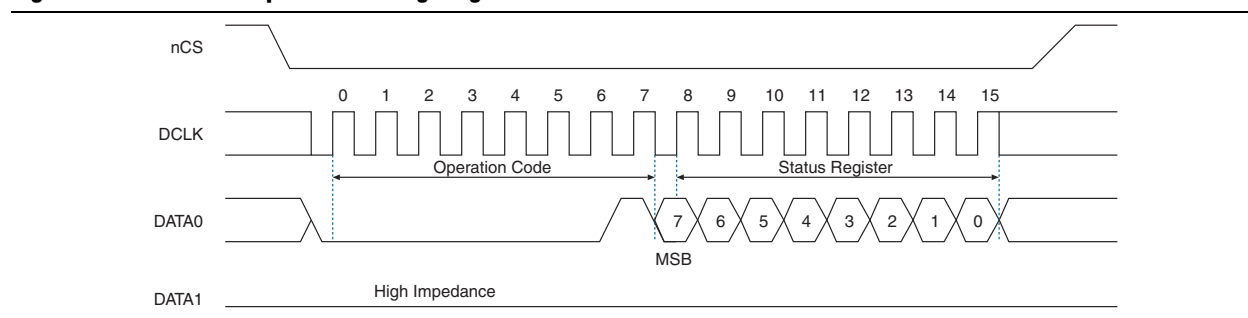 nCS
0 1 2 3 4 5 6 7 8 9 10 11 12 13 14 15
DCLK
Operation Code Status Register
DATA0 7 6 5 4 3 2 1 0
MSB
High Impedance
DATA1